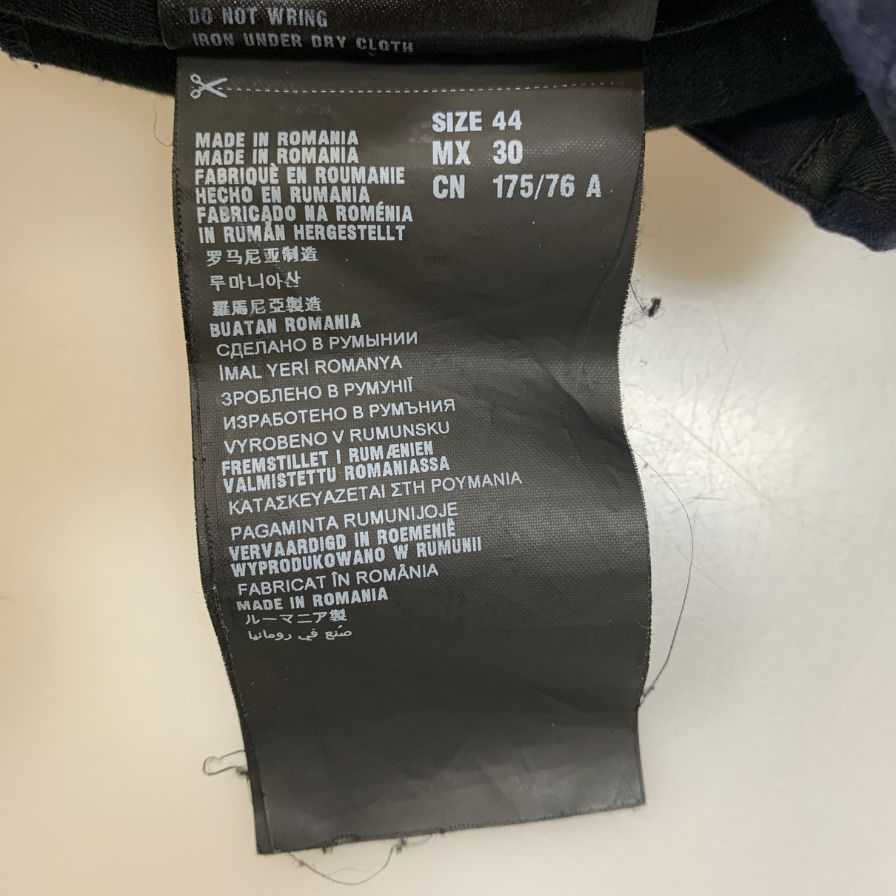 DO NOT WRING
IRON UNDER DRY CLOTH
SIZE 44
MX 30
CN 175/76 A
MADE IN ROMANIA
MADE IN ROMANIA
FABRIQUÈ EN ROUMANIE
HECHO EN RUMANIA
FABRICADO NA ROMÉNIA
IN RUMÂN HERGESTELLT
罗马尼亚制造
루마니아산
羅馬尼亞製造
BUATAN ROMANIA
СДЕЛАНО В РУМЫНИИ
İMAL YERİ ROMANYA
ЗРОБЛЕНО В РУМУНІЇ
ИЗРАБОТЕНО В РУМЪНИЯ
VYROBENO V RUMUNSKU
FREMSTILLET I RUMÆNIEN
VALMISTETTU ROMANIASSA
ΚΑΤΑΣΚΕΥΑΖΕΤΑΙ ΣΤΗ ΡΟΥΜΑΝΙΑ
PAGAMINTA RUMUNIJOJE
VERVAARDIGD IN ROEMENIË
WYPRODUKOWANO W RUMUNII
FABRICAT ÎN ROMÂNIA
MADE IN ROMANIA
ルーマニア製
صنع في رومانيا